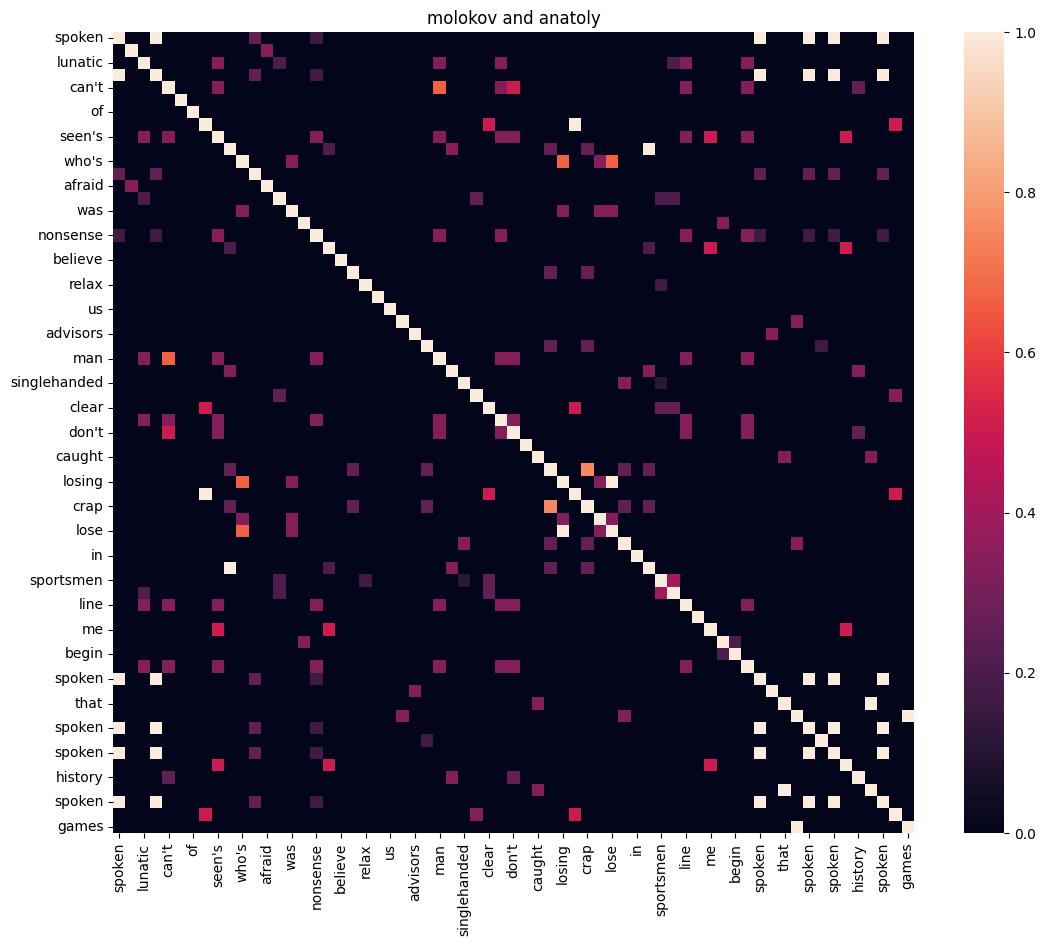 molokov and anatoly
spoken
lunatic
can't
of
seen's
who's
afraid
was
nonsense
believe
relax
us
advisors
man
singlehanded
clear
don't
caught
losing
crap
lose
in
sportsmen
line
me
begin
spoken
that
spoken
spoken
history
spoken
games
1.0
0.8
0.6
0.4
0.2
0.0
spoken
lunatic
can't
of
seen's
who's
afraid
was
nonsense
believe
relax
us
advisors
man
singlehanded
clear
don't
caught
losing
crap
lose
in
sportsmen
line
me
begin
spoken
that
spoken
spoken
history
spoken
games